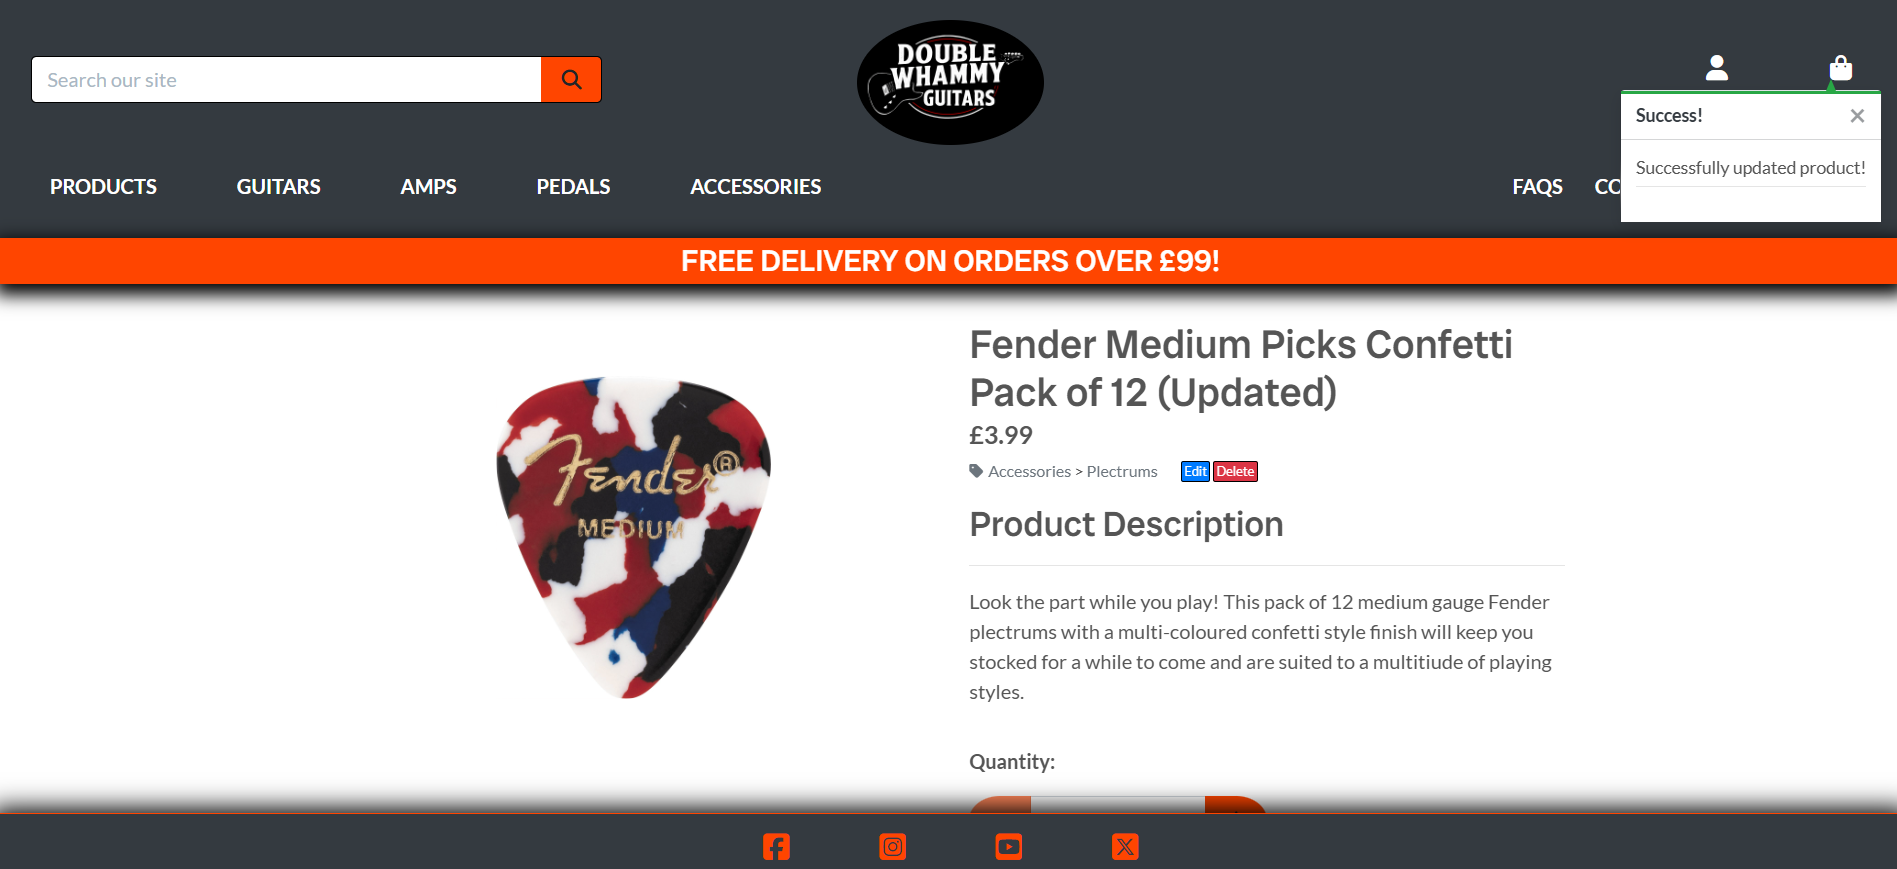 Search our site
DOUBLE
WHAMMY
GUITARS
Success!
Successfully updated product!
PRODUCTS
GUITARS
AMPS
PEDALS
ACCESSORIES
FAQS
CO
FREE DELIVERY ON ORDERS OVER £99!
Fender Medium Picks Confetti
Pack of 12 (Updated)
£3.99
Accessories > Plectrums
Edit
Delete
Fender®
MEDIUM
Product Description
Look the part while you play! This pack of 12 medium gauge Fender
plectrums with a multi-coloured confetti style finish will keep you
stocked for a while to come and are suited to a multitiude of playing
styles.
Quantity: